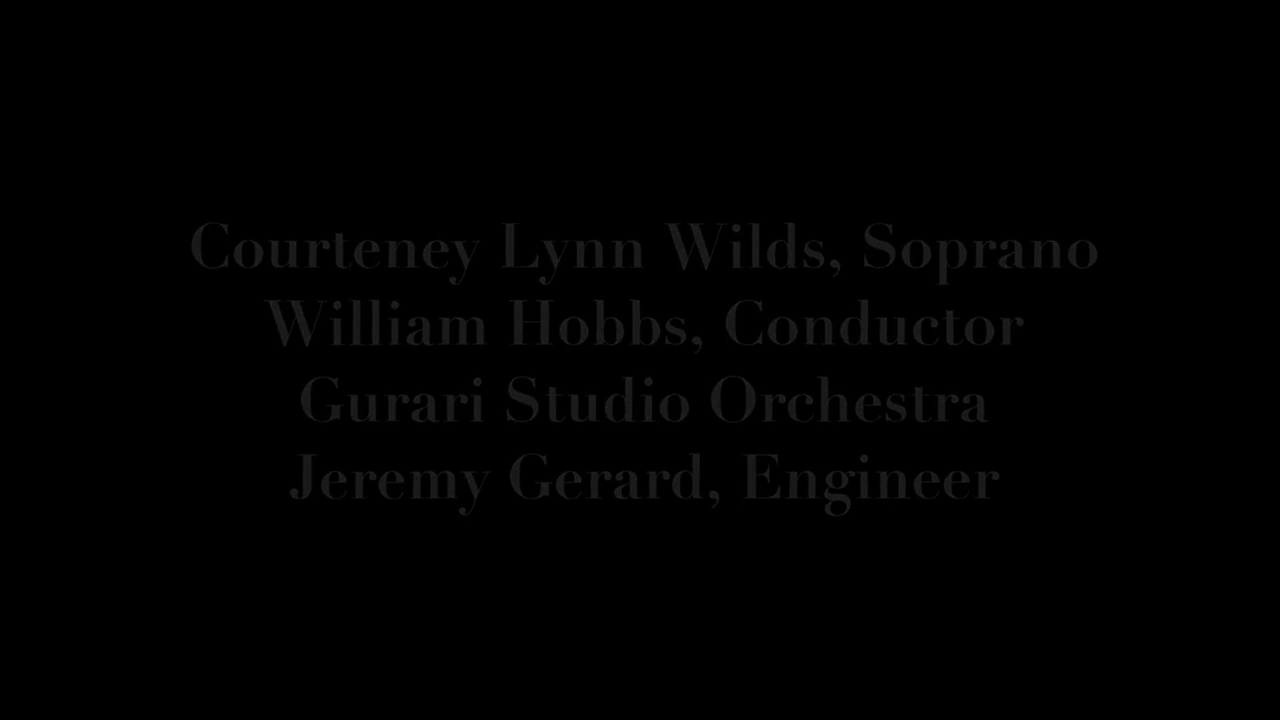 Courteney Lynn Wilds, Soprano
William Hobbs, Conductor
Gurari Studio Orchestra
Jeremy Gerard, Engineer